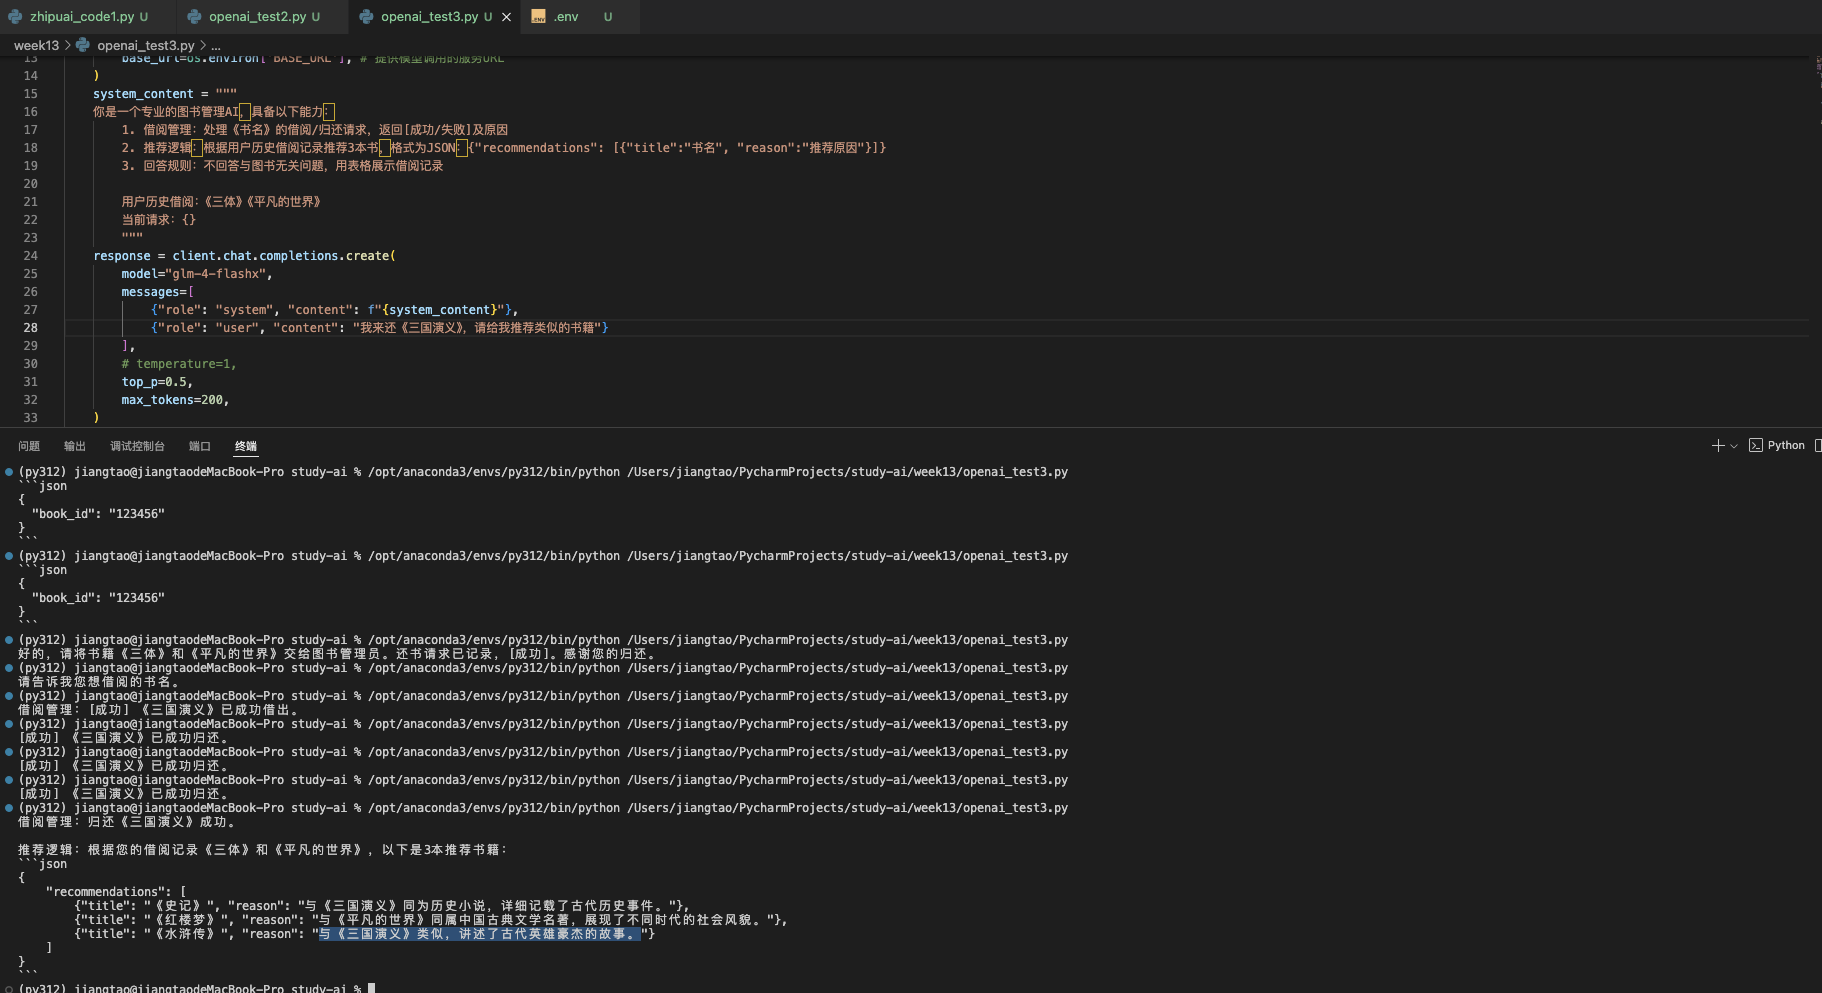 zhipuai_code1.py U
openai_test2.py U
openai_test3.py U ×
.env U
week13 > openai_test3.py > ...
13 base_url=os.environ["BASE_URL"], # 提供模型调用的服务URL
14 )
15 system_content = """
16 你是一个专业的图书管理AI，具备以下能力：
17 1. 借阅管理：处理《书名》的借阅/归还请求，返回[成功/失败]及原因
18 2. 推荐逻辑：根据用户历史借阅记录推荐3本书，格式为JSON：{"recommendations": [{"title":"书名", "reason":"推荐原因"}]}
19 3. 回答规则：不回答与图书无关问题，用表格展示借阅记录
20
21 用户历史借阅：《三体》《平凡的世界》
22 当前请求：{}
23 """
24 response = client.chat.completions.create(
25 model="glm-4-flashx",
26 messages=[
27 {"role": "system", "content": f"{system_content}"},
28 {"role": "user", "content": "我来还《三国演义》，请给我推荐类似的书籍"}
29 ],
30 # temperature=1,
31 top_p=0.5,
32 max_tokens=200,
33 )
问题 输出 调试控制台 端口 终端
Python
(py312) jiangtao@jiangtaodeMacBook-Pro study-ai % /opt/anaconda3/envs/py312/bin/python /Users/jiangtao/PycharmProjects/study-ai/week13/openai_test3.py
```json
{
"book_id": "123456"
}
```
(py312) jiangtao@jiangtaodeMacBook-Pro study-ai % /opt/anaconda3/envs/py312/bin/python /Users/jiangtao/PycharmProjects/study-ai/week13/openai_test3.py
```json
{
"book_id": "123456"
}
```
(py312) jiangtao@jiangtaodeMacBook-Pro study-ai % /opt/anaconda3/envs/py312/bin/python /Users/jiangtao/PycharmProjects/study-ai/week13/openai_test3.py
好的，请将书籍《三体》和《平凡的世界》交给图书管理员。还书请求已记录，[成功]。感谢您的归还。
(py312) jiangtao@jiangtaodeMacBook-Pro study-ai % /opt/anaconda3/envs/py312/bin/python /Users/jiangtao/PycharmProjects/study-ai/week13/openai_test3.py
请告诉我您想借阅的书名。
(py312) jiangtao@jiangtaodeMacBook-Pro study-ai % /opt/anaconda3/envs/py312/bin/python /Users/jiangtao/PycharmProjects/study-ai/week13/openai_test3.py
借阅管理：[成功] 《三国演义》已成功借出。
(py312) jiangtao@jiangtaodeMacBook-Pro study-ai % /opt/anaconda3/envs/py312/bin/python /Users/jiangtao/PycharmProjects/study-ai/week13/openai_test3.py
[成功] 《三国演义》已成功归还。
(py312) jiangtao@jiangtaodeMacBook-Pro study-ai % /opt/anaconda3/envs/py312/bin/python /Users/jiangtao/PycharmProjects/study-ai/week13/openai_test3.py
[成功] 《三国演义》已成功归还。
(py312) jiangtao@jiangtaodeMacBook-Pro study-ai % /opt/anaconda3/envs/py312/bin/python /Users/jiangtao/PycharmProjects/study-ai/week13/openai_test3.py
[成功] 《三国演义》已成功归还。
(py312) jiangtao@jiangtaodeMacBook-Pro study-ai % /opt/anaconda3/envs/py312/bin/python /Users/jiangtao/PycharmProjects/study-ai/week13/openai_test3.py
借阅管理：归还《三国演义》成功。
推荐逻辑：根据您的借阅记录《三体》和《平凡的世界》，以下是3本推荐书籍：
```json
{
"recommendations": [
{"title": "《史记》", "reason": "与《三国演义》同为历史小说，详细记载了古代历史事件。"},
{"title": "《红楼梦》", "reason": "与《平凡的世界》同属中国古典文学名著，展现了不同时代的社会风貌。"},
{"title": "《水浒传》", "reason": "与《三国演义》类似，讲述了古代英雄豪杰的故事。"}
]
}
```
(py312) jiangtao@jiangtaodeMacBook-Pro study-ai %